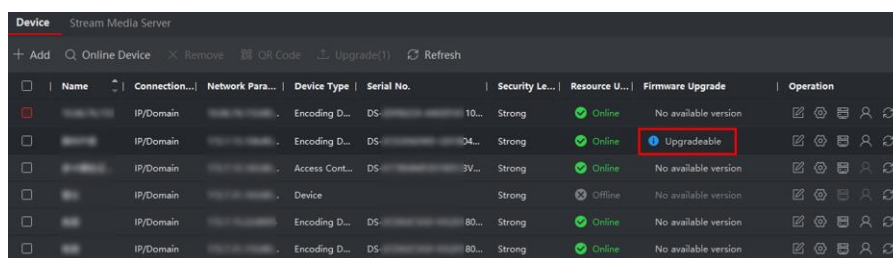 Device Stream Media Server
+ Add Online Device × Remove QR Code Upgrade(1) Refresh
Name Connection... Network Para... Device Type Serial No. Security Le... Resource U... Firmware Upgrade Operation
IP/Domain Encoding D... DS- 10... Strong Online No available version
IP/Domain Encoding D... DS- 04... Strong Online Upgradeable
IP/Domain Access Cont... DS- 3V... Strong Online No available version
IP/Domain Device Strong Offline No available version
IP/Domain Encoding D... DS- 80... Strong Online No available version
IP/Domain Encoding D... DS- 80... Strong Online No available version